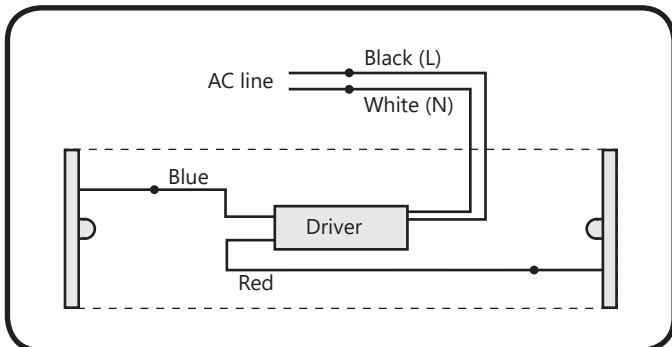 Black (L)
AC line
White (N)
Blue
Driver
Red